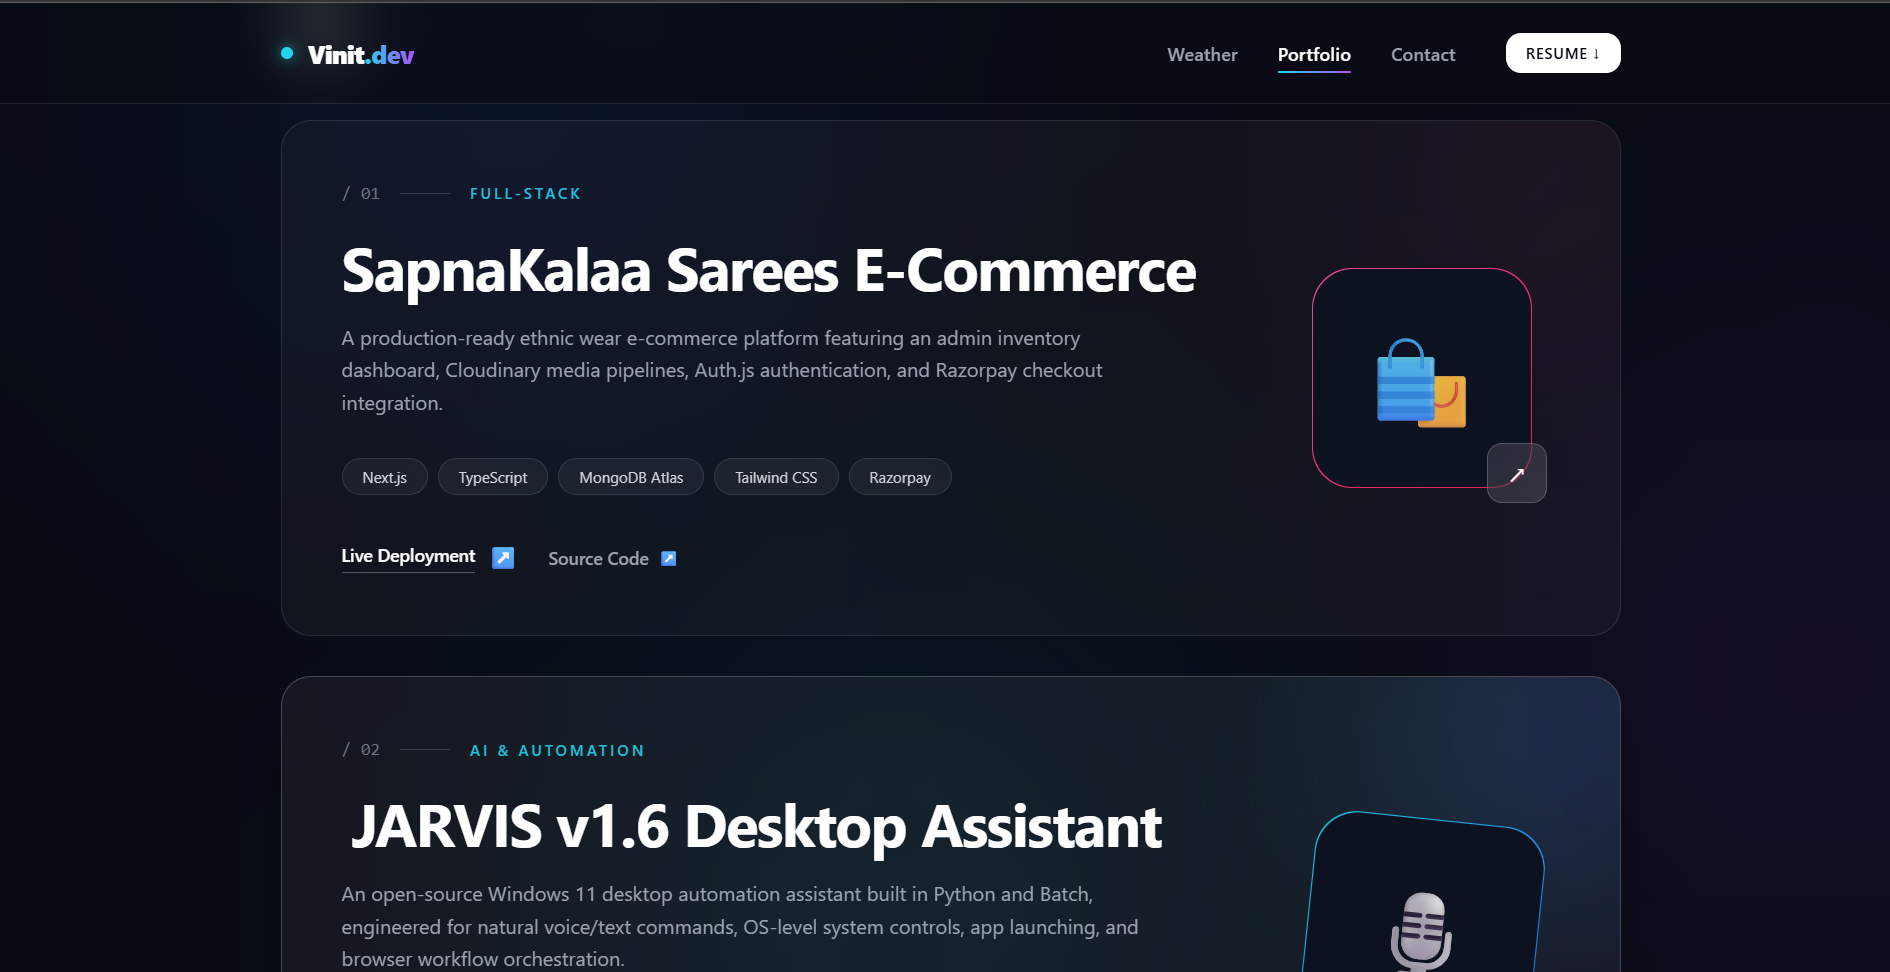 Vinit.dev
Weather
Portfolio
Contact
RESUME ↓
/ 01
FULL-STACK
SapnaKalaa Sarees E-Commerce
A production-ready ethnic wear e-commerce platform featuring an admin inventory
dashboard, Cloudinary media pipelines, Auth.js authentication, and Razorpay checkout
integration.
Next.js
TypeScript
MongoDB Atlas
Tailwind CSS
Razorpay
Live Deployment ↗
Source Code ↗
↗
/ 02
AI & AUTOMATION
JARVIS v1.6 Desktop Assistant
An open-source Windows 11 desktop automation assistant built in Python and Batch,
engineered for natural voice/text commands, OS-level system controls, app launching, and
browser workflow orchestration.